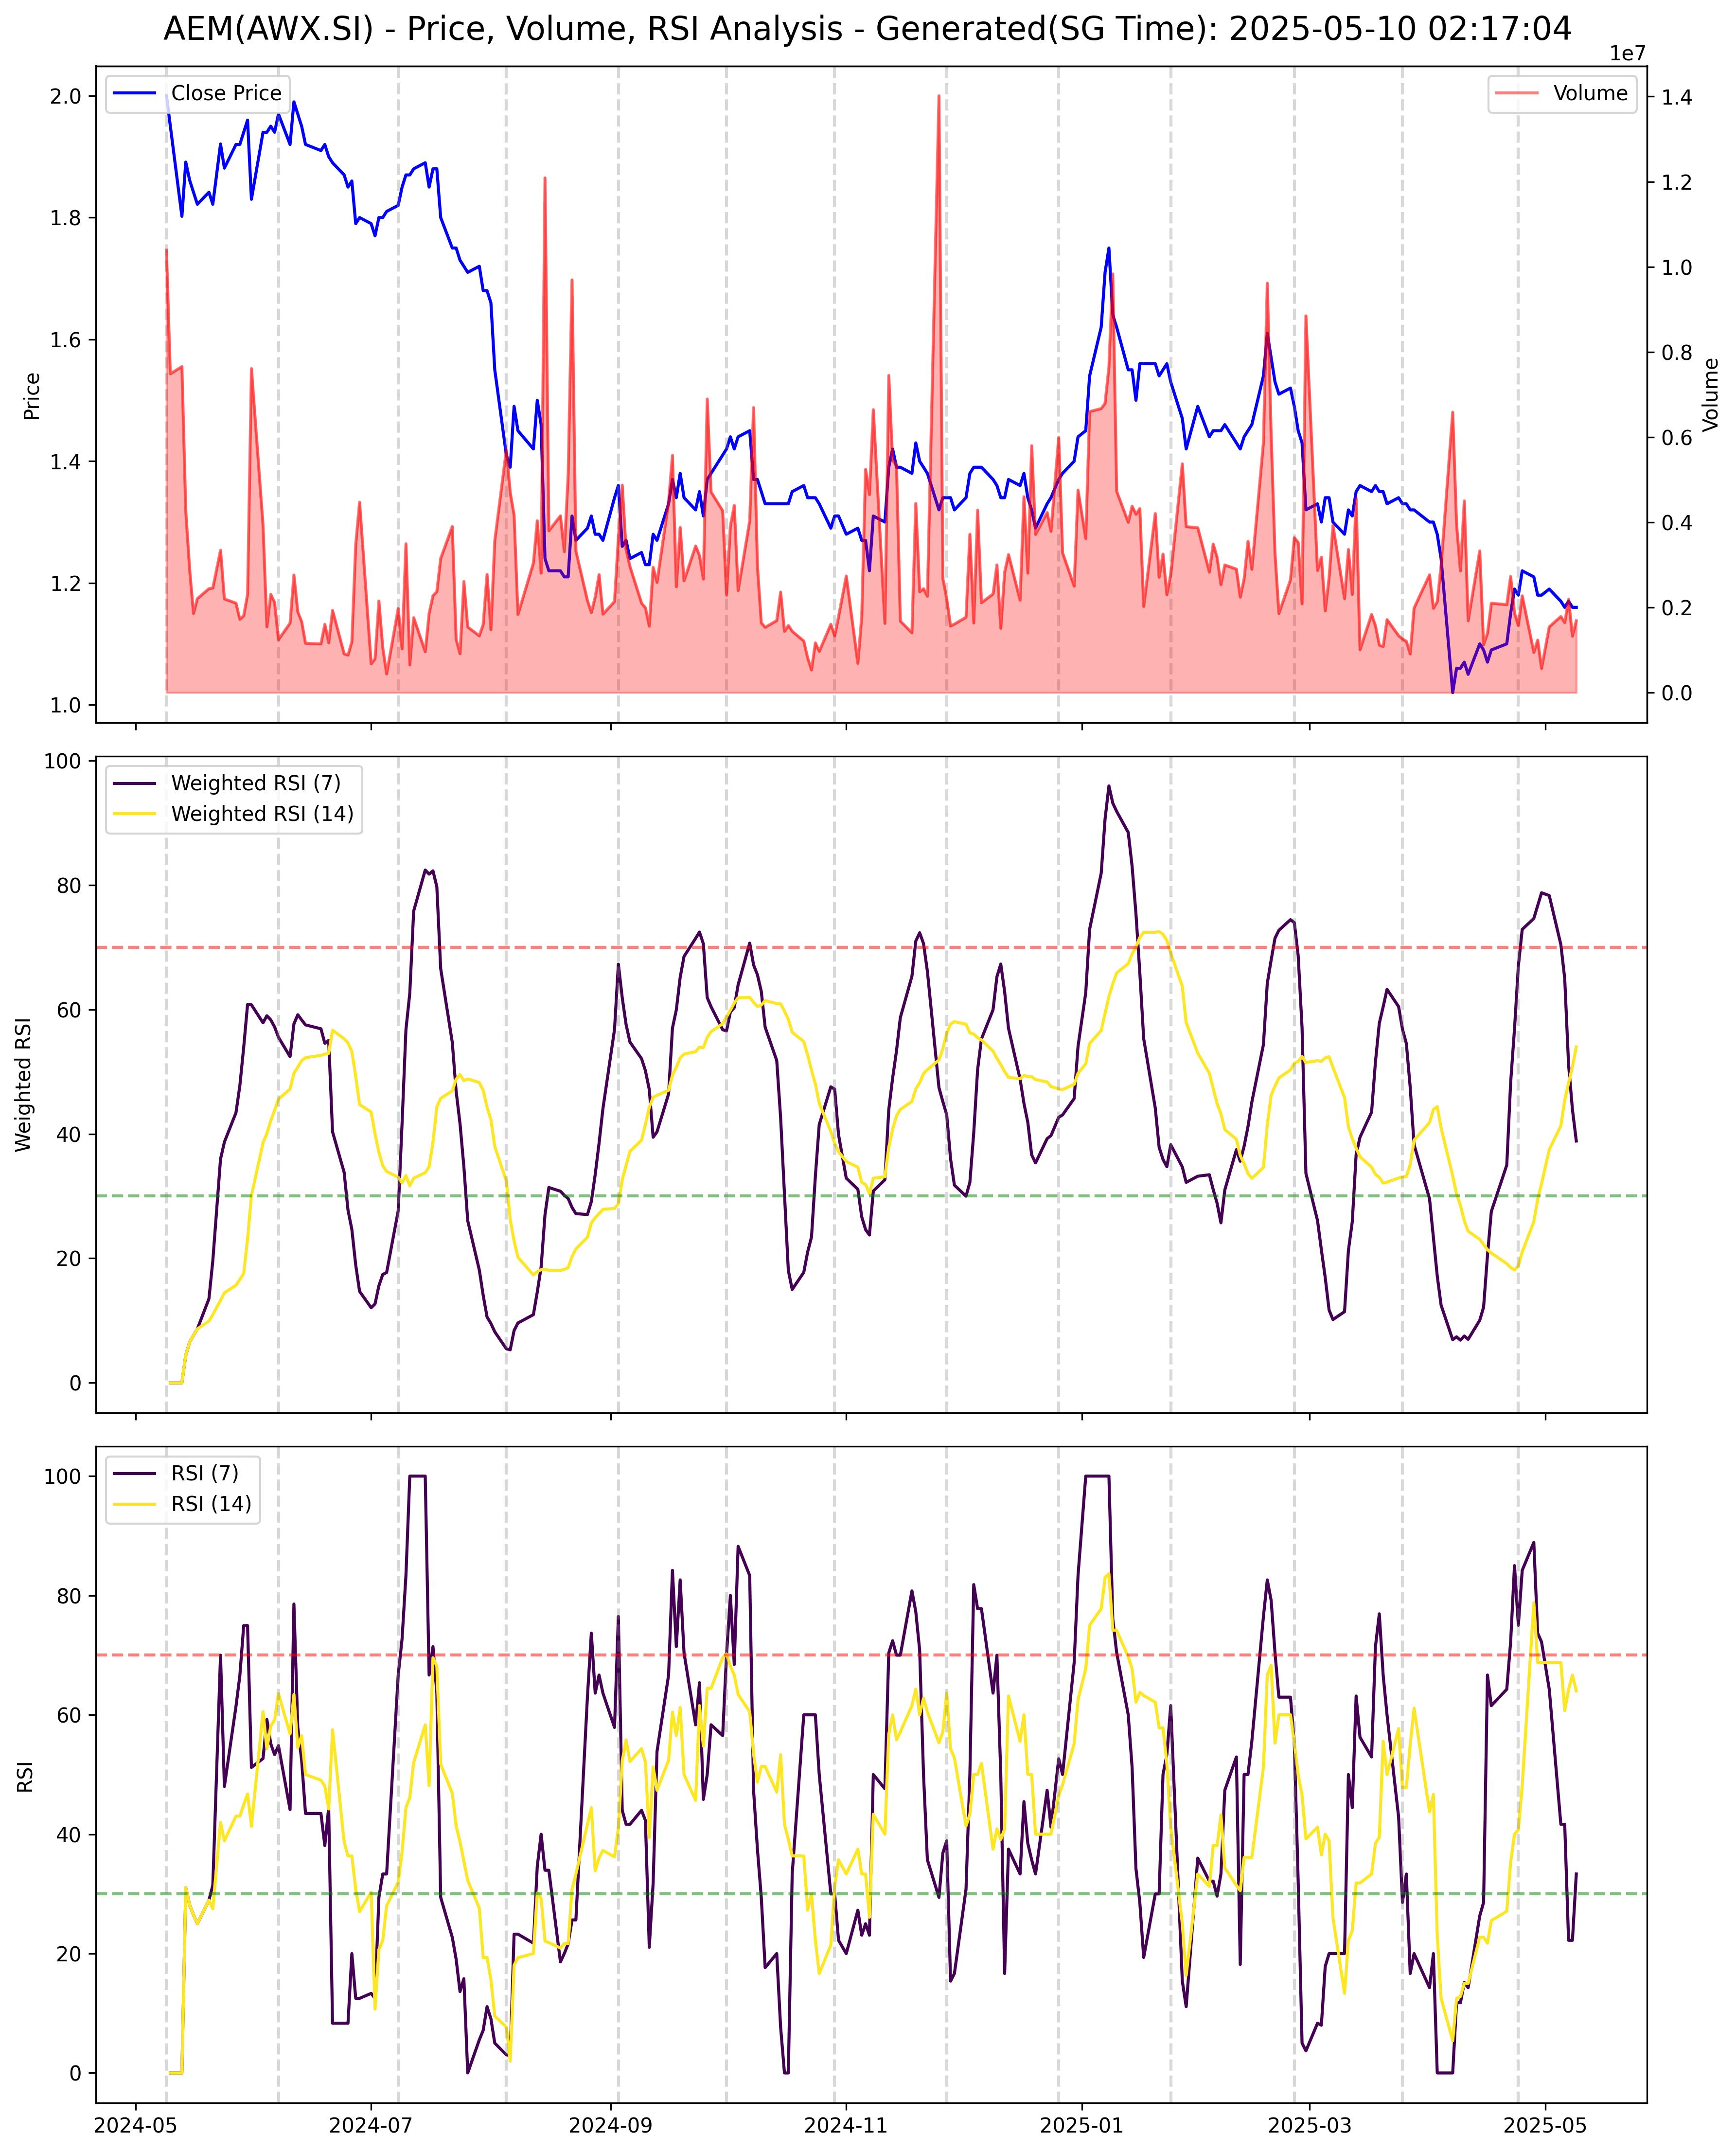 AEM(AWX.SI) - Price, Volume, RSI Analysis - Generated(SG Time): 2025-05-10 02:17:04
1e7
Close Price
Volume
2.0
1.8
1.6
1.4
1.2
1.0
Price
1.4
1.2
1.0
0.8
0.6
0.4
0.2
0.0
Volume
Weighted RSI (7)
Weighted RSI (14)
100
80
60
40
20
0
Weighted RSI
RSI (7)
RSI (14)
100
80
60
40
20
0
RSI
2024-05
2024-07
2024-09
2024-11
2025-01
2025-03
2025-05